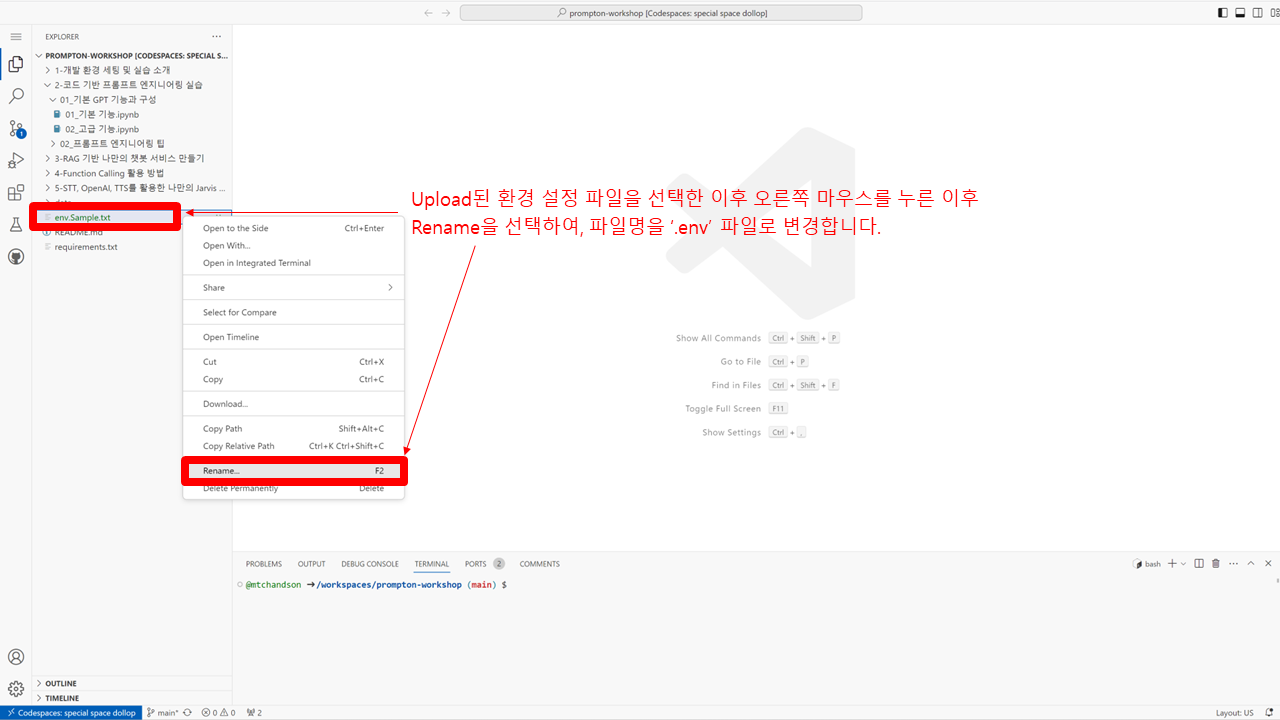 prompton-workshop [Codespaces: special space dollop]
EXPLORER
PROMPTON-WORKSHOP [CODESPACES: SPECIAL S...
1-개발 환경 세팅 및 실습 소개
2-코드 기반 프롬프트 엔지니어링 실습
01_기본 GPT 기능과 구성
01_기본 기능.ipynb
02_고급 기능.ipynb
02_프롬프트 엔지니어링 팁
3-RAG 기반 나만의 챗봇 서비스 만들기
4-Function Calling 활용 방법
5-STT, OpenAI, TTS를 활용한 나만의 Jarvis ...
env.Sample.txt
README.md
requirements.txt
Upload된 환경 설정 파일을 선택한 이후 오른쪽 마우스를 누른 이후
Rename을 선택하여, 파일명을 ‘.env’ 파일로 변경합니다.
Open to the Side Ctrl+Enter
Open With...
Open in Integrated Terminal
Share
Select for Compare
Open Timeline
Cut Ctrl+X
Copy Ctrl+C
Download...
Copy Path Shift+Alt+C
Copy Relative Path Ctrl+K Ctrl+Shift+C
Rename... F2
Delete Permanently Delete
Show All Commands Ctrl + Shift + P
Go to File Ctrl + P
Find in Files Ctrl + Shift + F
Toggle Full Screen F11
Show Settings Ctrl + ,
PROBLEMS OUTPUT DEBUG CONSOLE TERMINAL PORTS 2 COMMENTS
bash
@mtchandson ➜/workspaces/prompton-workshop (main) $
1
OUTLINE
TIMELINE
Codespaces: special space dollop main* 0 0 2 Layout: US